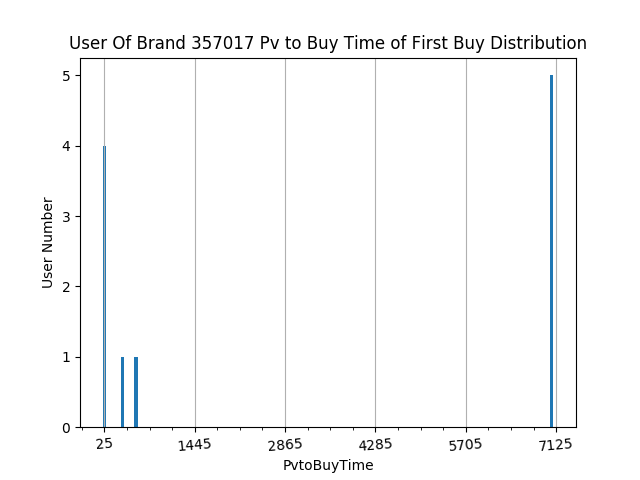 User Of Brand 357017 Pv to Buy Time of First Buy Distribution
5
4
3
2
1
0
User Number
25 1445 2865 4285 5705 7125
PvtoBuyTime